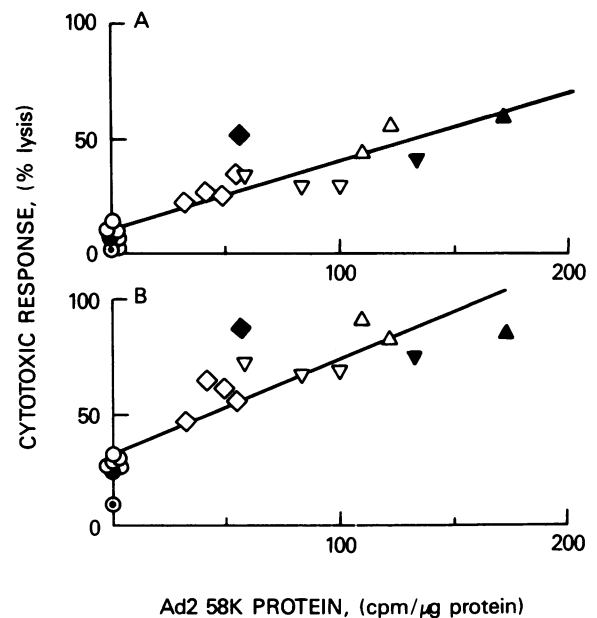 100
A
50
0
100
200
100
B
50
0
100
200
CYTOTOXIC RESPONSE, (% lysis)
Ad2 58K PROTEIN, (cpm/μg protein)